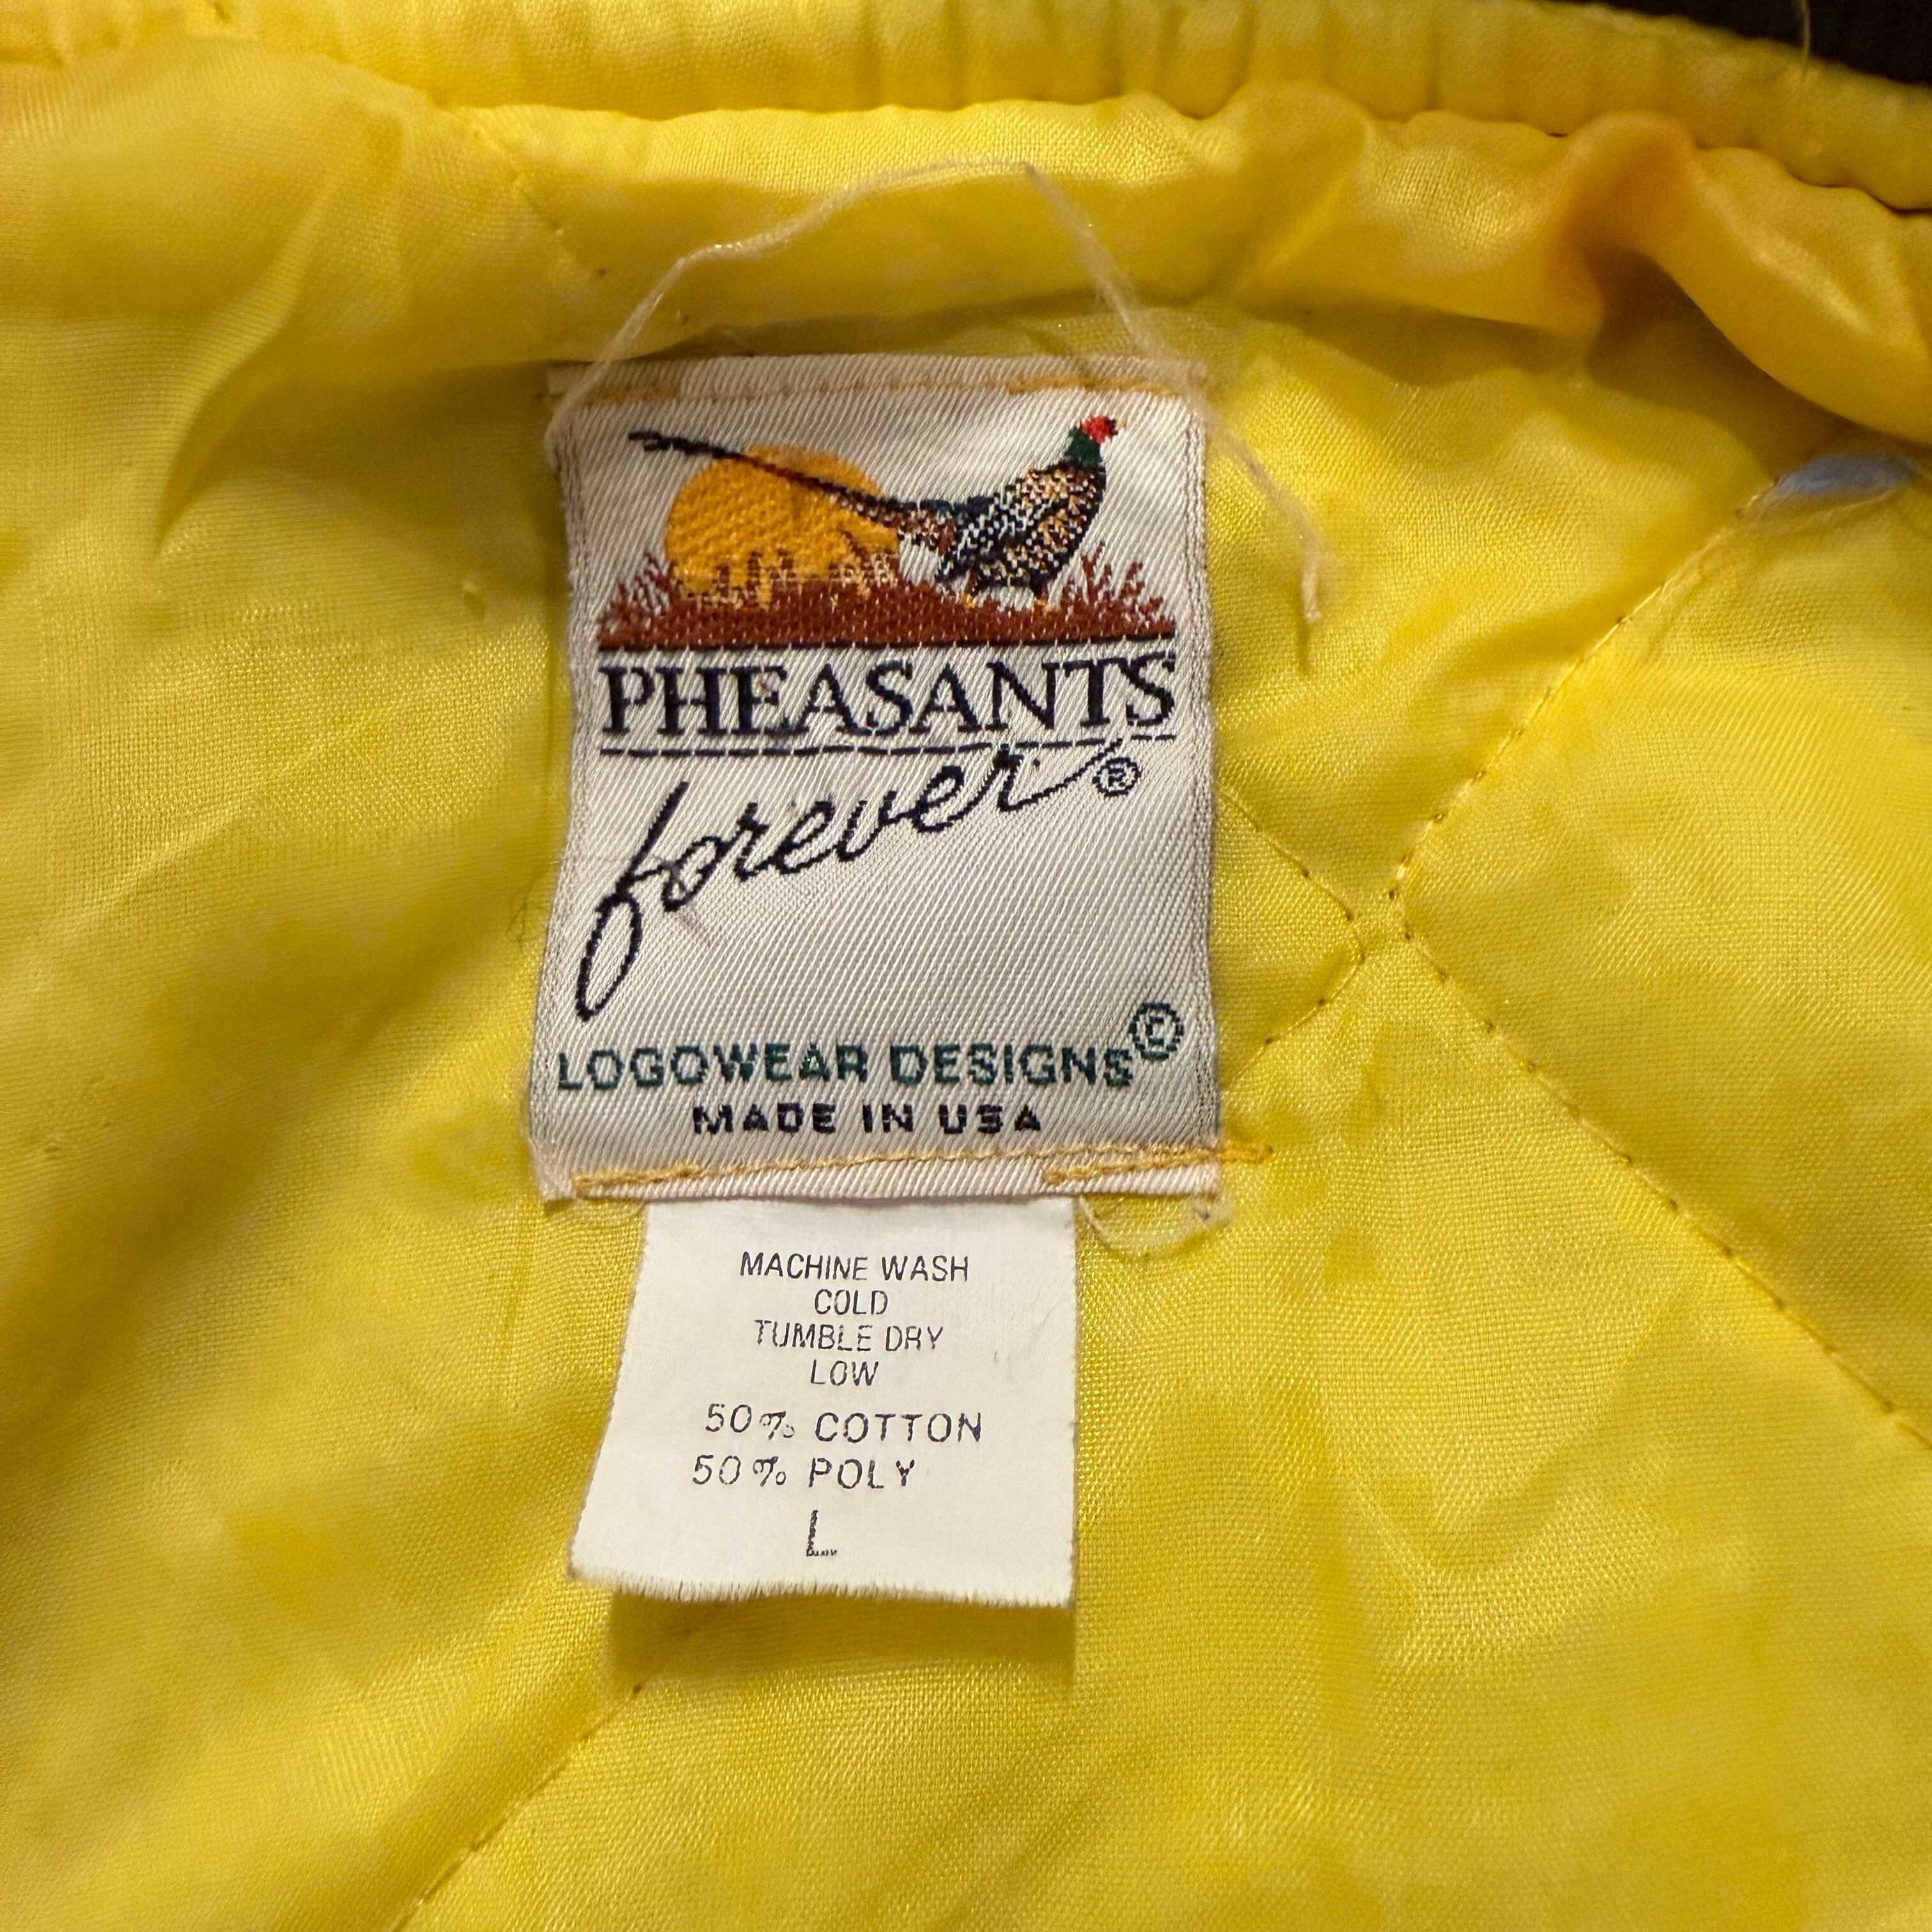 PHEASANTS
forever®
LOGOWEAR DESIGNS©
MADE IN USA
MACHINE WASH
COLD
TUMBLE DRY
LOW
50% COTTON
50% POLY
L